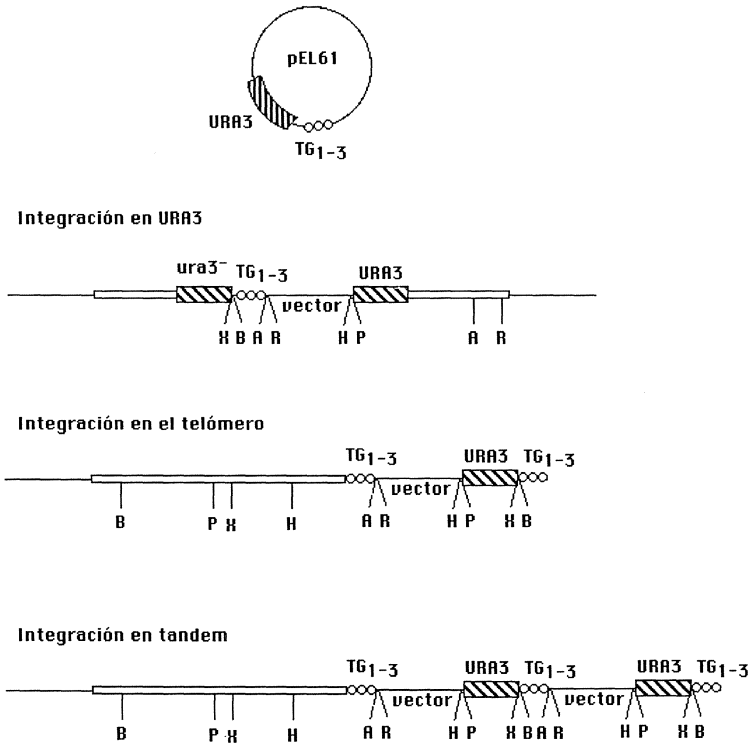 pEL61
URA3
TG1-3
Integración en URA3
ura3- TG1-3 URA3
vector
X B A R H P A R
Integración en el telómero
TG1-3 URA3 TG1-3
vector
B P X H A R H P X B
Integración en tandem
TG1-3 URA3 TG1-3 URA3 TG1-3
vector vector
B P X H A R H P X B A R H P X B